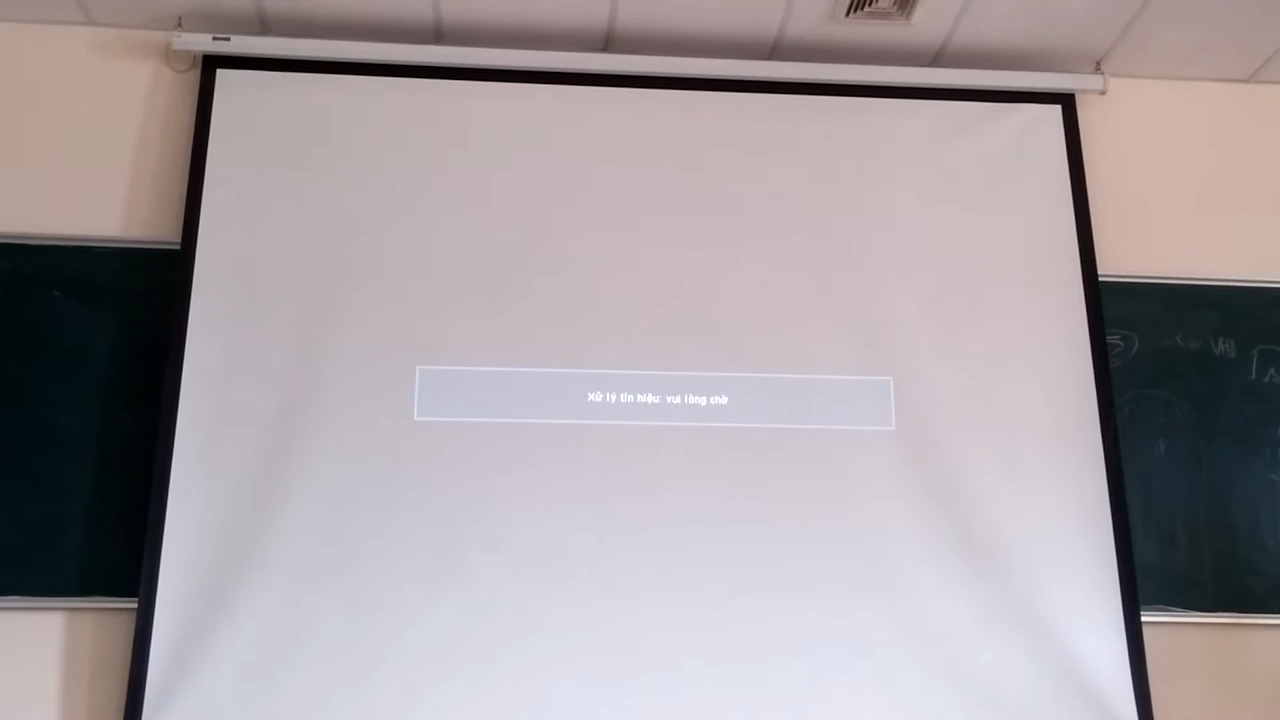 Xử lý tín hiệu: vui lòng chờ